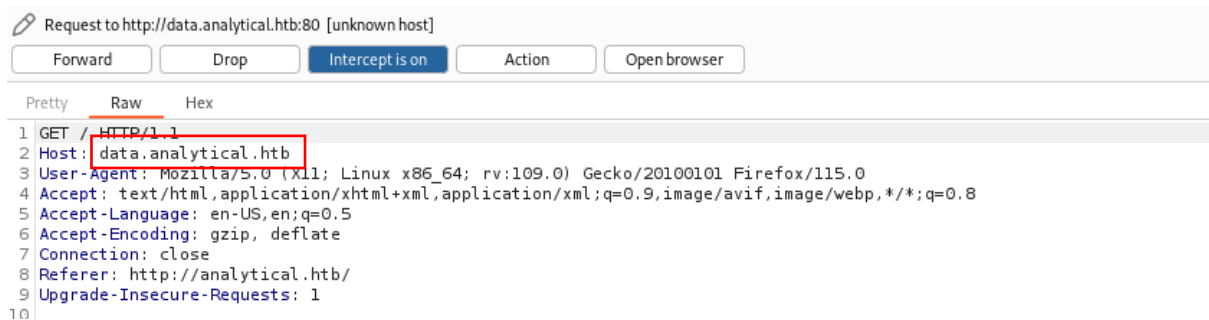 Request to http://data.analytical.htb:80 [unknown host]
Forward Drop Intercept is on Action Open browser
Pretty Raw Hex
1 GET / HTTP/1.1
2 Host: data.analytical.htb
3 User-Agent: Mozilla/5.0 (X11; Linux x86_64; rv:109.0) Gecko/20100101 Firefox/115.0
4 Accept: text/html,application/xhtml+xml,application/xml;q=0.9,image/avif,image/webp,*/*;q=0.8
5 Accept-Language: en-US,en;q=0.5
6 Accept-Encoding: gzip, deflate
7 Connection: close
8 Referer: http://analytical.htb/
9 Upgrade-Insecure-Requests: 1
10